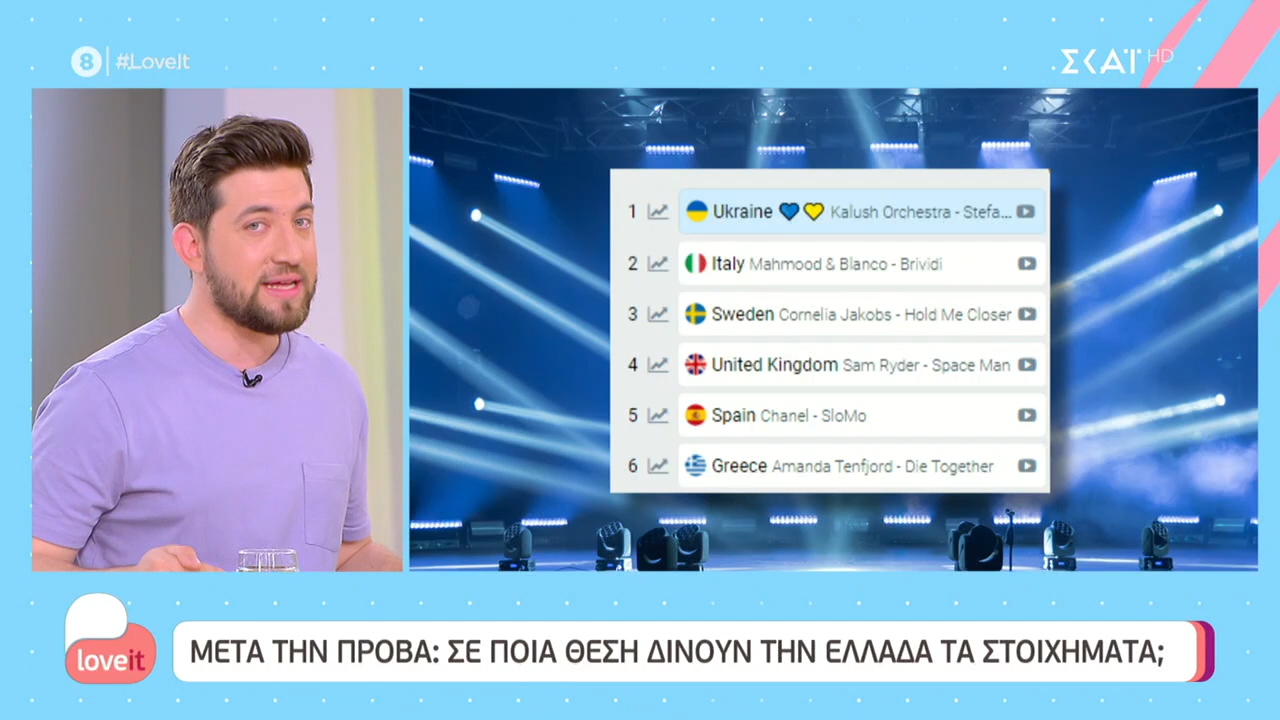 8 #LoveIt
ΣΚΑΪ HD
1 Ukraine 💙 💛 Kalush Orchestra - Stefa...
2 Italy Mahmood & Blanco - Brividi
3 Sweden Cornelia Jakobs - Hold Me Closer
4 United Kingdom Sam Ryder - Space Man
5 Spain Chanel - SloMo
6 Greece Amanda Tenfjord - Die Together
loveit
ΜΕΤΑ ΤΗΝ ΠΡΟΒΑ: ΣΕ ΠΟΙΑ ΘΕΣΗ ΔΙΝΟΥΝ ΤΗΝ ΕΛΛΑΔΑ ΤΑ ΣΤΟΙΧΗΜΑΤΑ;